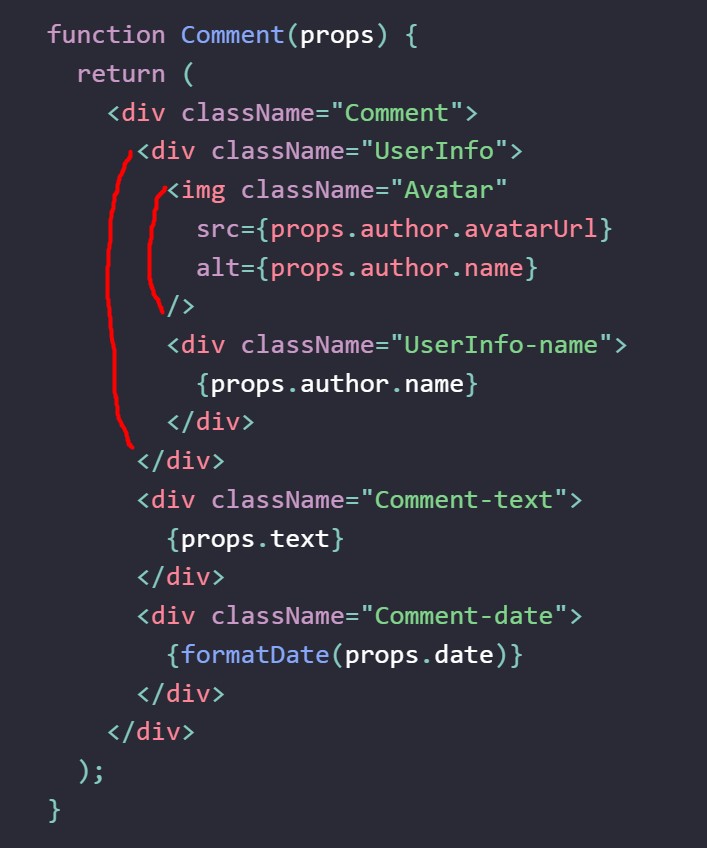 function Comment(props) {
  return (
    <div className="Comment">
      <div className="UserInfo">
        <img className="Avatar"
          src={props.author.avatarUrl}
          alt={props.author.name}
        />
        <div className="UserInfo-name">
          {props.author.name}
        </div>
      </div>
      <div className="Comment-text">
        {props.text}
      </div>
      <div className="Comment-date">
        {formatDate(props.date)}
      </div>
    </div>
  );
}